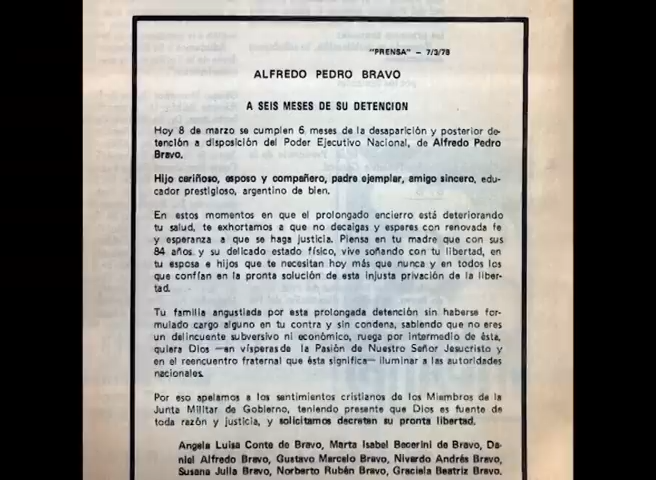 "PRENSA" — 7/3/78
ALFREDO PEDRO BRAVO
A SEIS MESES DE SU DETENCION
Hoy 8 de marzo se cumplen 6 meses de la desaparición y posterior de-
tención a disposición del Poder Ejecutivo Nacional, de Alfredo Pedro
Bravo.
Hijo cariñoso, esposo y compañero, padre ejemplar, amigo sincero, edu-
cador prestigioso, argentino de bien.
En estos momentos en que el prolongado encierro está deteriorando
tu salud, te exhortamos a que no decaigas y esperes con renovada fe
y esperanza a que se haga justicia. Piensa en tu madre que con sus
84 años y su delicado estado físico, vive soñando con tu libertad, en
tu esposa e hijos que te necesitan hoy más que nunca y en todos los
que confían en la pronta solución de esta injusta privación de la liber-
tad.
Tu familia angustiada por esta prolongada detención sin haberse for-
mulado cargo alguno en tu contra y sin condena, sabiendo que no eres
un delincuente subversivo ni económico, ruega por intermedio de ésta,
quiera Dios —en vísperas de la Pasión de Nuestro Señor Jesucristo y
en el reencuentro fraternal que ésta significa— iluminar a las autoridades
nacionales.
Por eso apelamos a los sentimientos cristianos de los Miembros de la
Junta Militar de Gobierno, teniendo presente que Dios es fuente de
toda razón y justicia, y solicitamos decreten su pronta libertad.
Angela Luisa Conte de Bravo, Marta Isabel Becerini de Bravo, Da-
niel Alfredo Bravo, Gustavo Marcelo Bravo, Nivardo Andrés Bravo,
Susana Julia Bravo, Norberto Rubén Bravo, Graciela Beatriz Bravo.